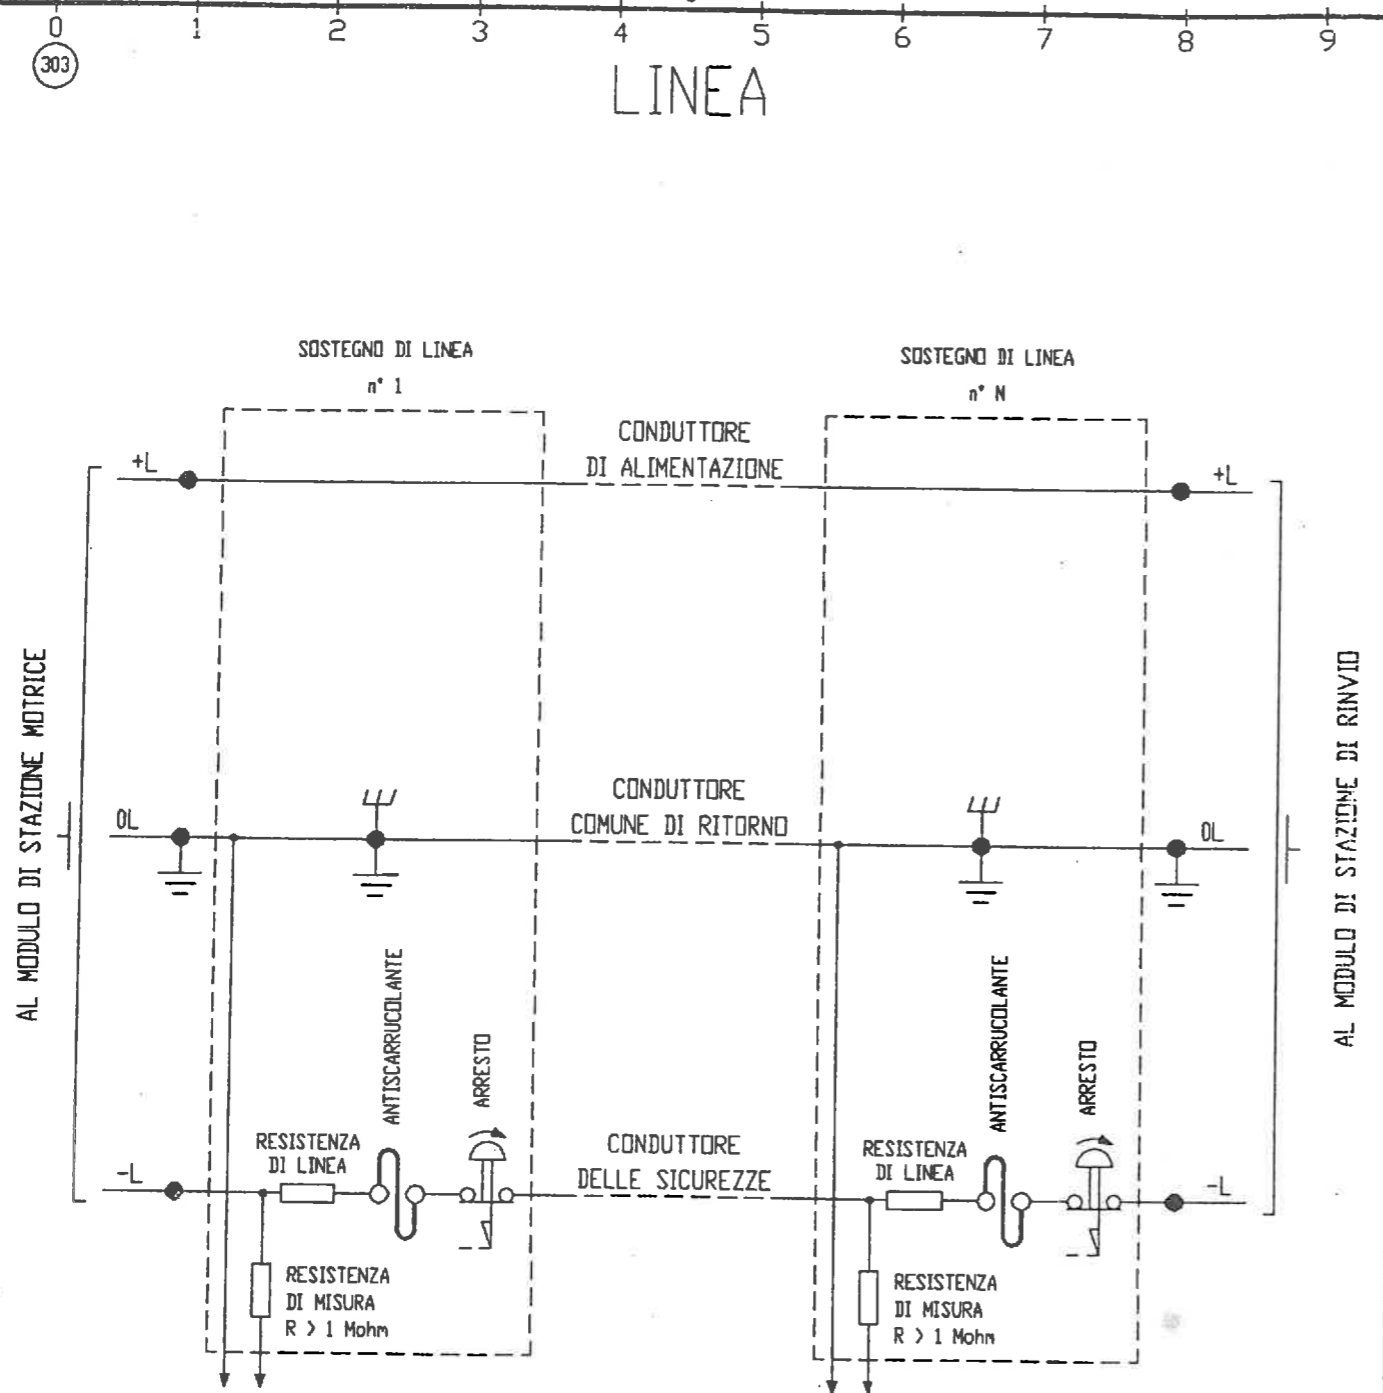 0 1 2 3 4 5 6 7 8 9
303
LINEA
SOSTEGNO DI LINEA
n° 1
SOSTEGNO DI LINEA
n° N
CONDUTTORE
DI ALIMENTAZIONE
+L
+L
AL MODULO DI STAZIONE MOTRICE
AL MODULO DI STAZIONE DI RINVIO
CONDUTTORE
COMUNE DI RITORNO
0L
0L
ANTISCARRUCOLANTE
ARRESTO
ANTISCARRUCOLANTE
ARRESTO
RESISTENZA
DI LINEA
CONDUTTORE
DELLE SICUREZZE
RESISTENZA
DI LINEA
-L
-L
RESISTENZA
DI MISURA
R > 1 Mohm
RESISTENZA
DI MISURA
R > 1 Mohm